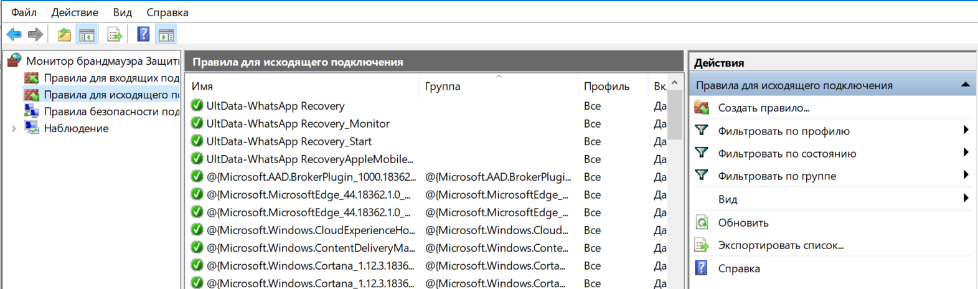 Файл Действие Вид Справка
Монитор брандмауэра Защит
Правила для входящих под
Правила для исходящего по
Правила безопасности под
Наблюдение
Правила для исходящего подключения
Имя Группа Профиль Вк
UltData-WhatsApp Recovery Все Да
UltData-WhatsApp Recovery_Monitor Все Да
UltData-WhatsApp Recovery_Start Все Да
UltData-WhatsApp RecoveryAppleMobile... Все Да
@{Microsoft.AAD.BrokerPlugin_1000.18362... @{Microsoft.AAD.BrokerPlugi... Все Да
@{Microsoft.MicrosoftEdge_44.18362.1.0_... @{Microsoft.MicrosoftEdge_... Все Да
@{Microsoft.MicrosoftEdge_44.18362.1.0_... @{Microsoft.MicrosoftEdge_... Все Да
@{Microsoft.Windows.CloudExperienceHo... @{Microsoft.Windows.Cloud... Все Да
@{Microsoft.Windows.ContentDeliveryMa... @{Microsoft.Windows.Conte... Все Да
@{Microsoft.Windows.Cortana_1.12.3.1836... @{Microsoft.Windows.Corta... Все Да
@{Microsoft.Windows.Cortana_1.12.3.1836... @{Microsoft.Windows.Corta... Все Да
Действия
Правила для исходящего подключения
Создать правило...
Фильтровать по профилю
Фильтровать по состоянию
Фильтровать по группе
Вид
Обновить
Экспортировать список...
Справка